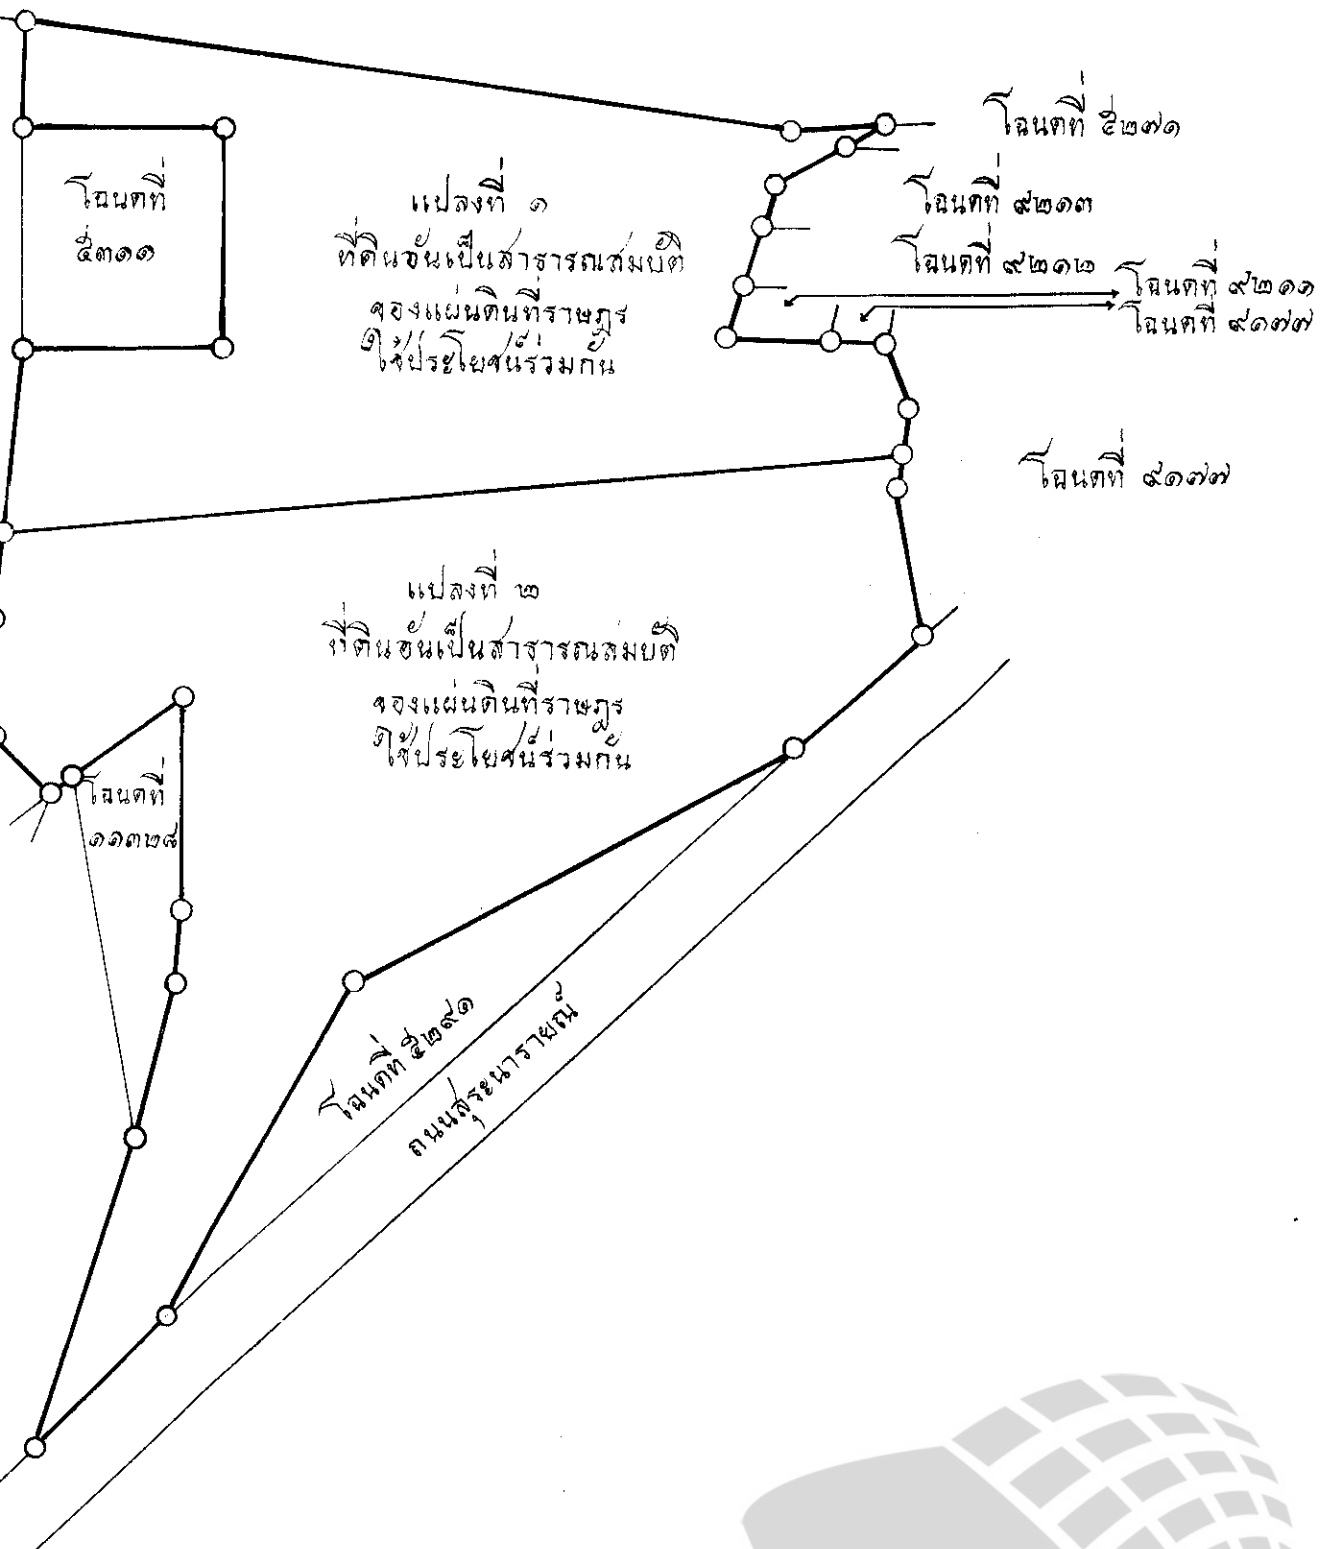 โฉนดที่ ๕๒๗๑
โฉนดที่
๕๓๑๑
แปลงที่ ๑
ที่ดินอันเป็นสาธารณสมบัติ
ของแผ่นดินที่ราษฎร
ใช้ประโยชน์ร่วมกัน
โฉนดที่ ๙๒๑๓
โฉนดที่ ๙๒๑๒
โฉนดที่ ๙๒๑๑
โฉนดที่ ๙๑๗๗
โฉนดที่ ๙๑๗๗
แปลงที่ ๒
ที่ดินอันเป็นสาธารณสมบัติ
ของแผ่นดินที่ราษฎร
ใช้ประโยชน์ร่วมกัน
โฉนดที่
๑๑๓๒๘
โฉนดที่ ๕๒๙๑
ถนนสุระนารายณ์